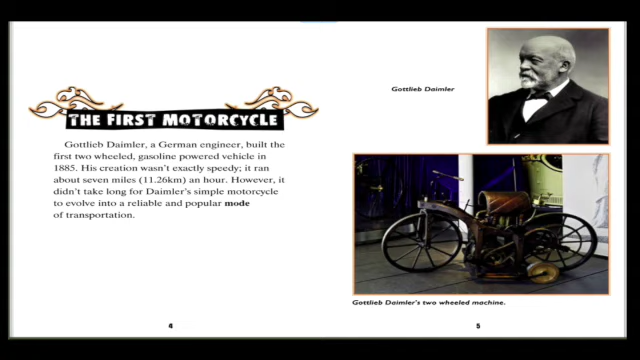 THE FIRST MOTORCYCLE
Gottlieb Daimler, a German engineer, built the
first two wheeled, gasoline powered vehicle in
1885. His creation wasn't exactly speedy; it ran
about seven miles (11.26km) an hour. However, it
didn't take long for Daimler's simple motorcycle
to evolve into a reliable and popular mode
of transportation.
4
Gottlieb Daimler
Gottlieb Daimler's two wheeled machine.
5